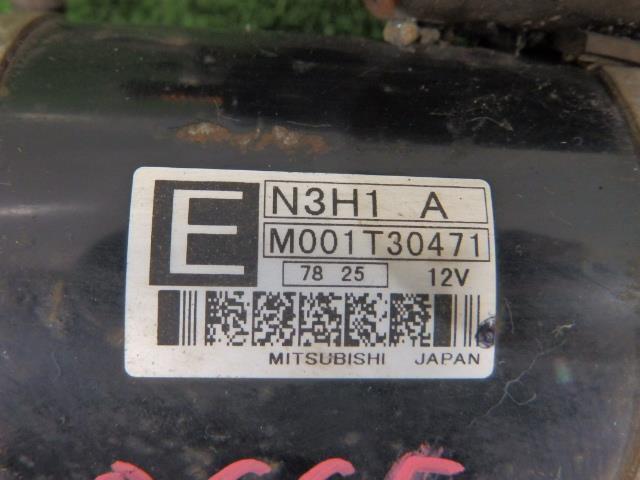 E
N3H1 A
M001T30471
78 25 12V
MITSUBISHI JAPAN